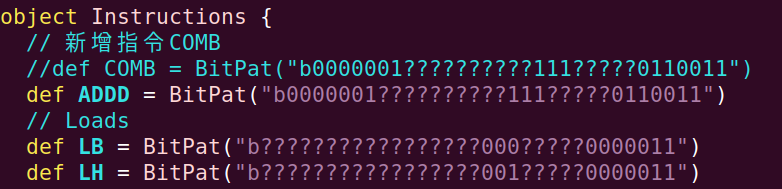 object Instructions {
  // 新增指令COMB
  //def COMB = BitPat("b0000001??????????111?????0110011")
  def ADDD = BitPat("b0000001??????????111?????0110011")
  // Loads
  def LB = BitPat("b?????????????????000?????0000011")
  def LH = BitPat("b?????????????????001?????0000011")